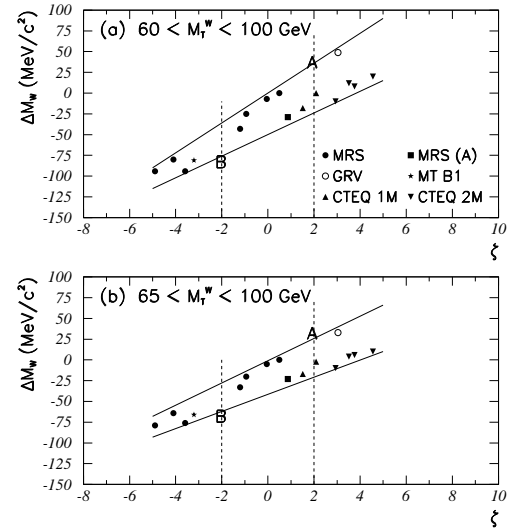 (a) 60 < M_T^W < 100 GeV
ΔM_W (MeV/c²)
100
75
50
25
0
-25
-50
-75
-100
-125
-150
A
B
MRS
MRS (A)
GRV
MT B1
CTEQ 1M
CTEQ 2M
-8 -6 -4 -2 0 2 4 6 8 10
ζ
(b) 65 < M_T^W < 100 GeV
ΔM_W (MeV/c²)
100
75
50
25
0
-25
-50
-75
-100
-125
-150
A
B
-8 -6 -4 -2 0 2 4 6 8 10
ζ